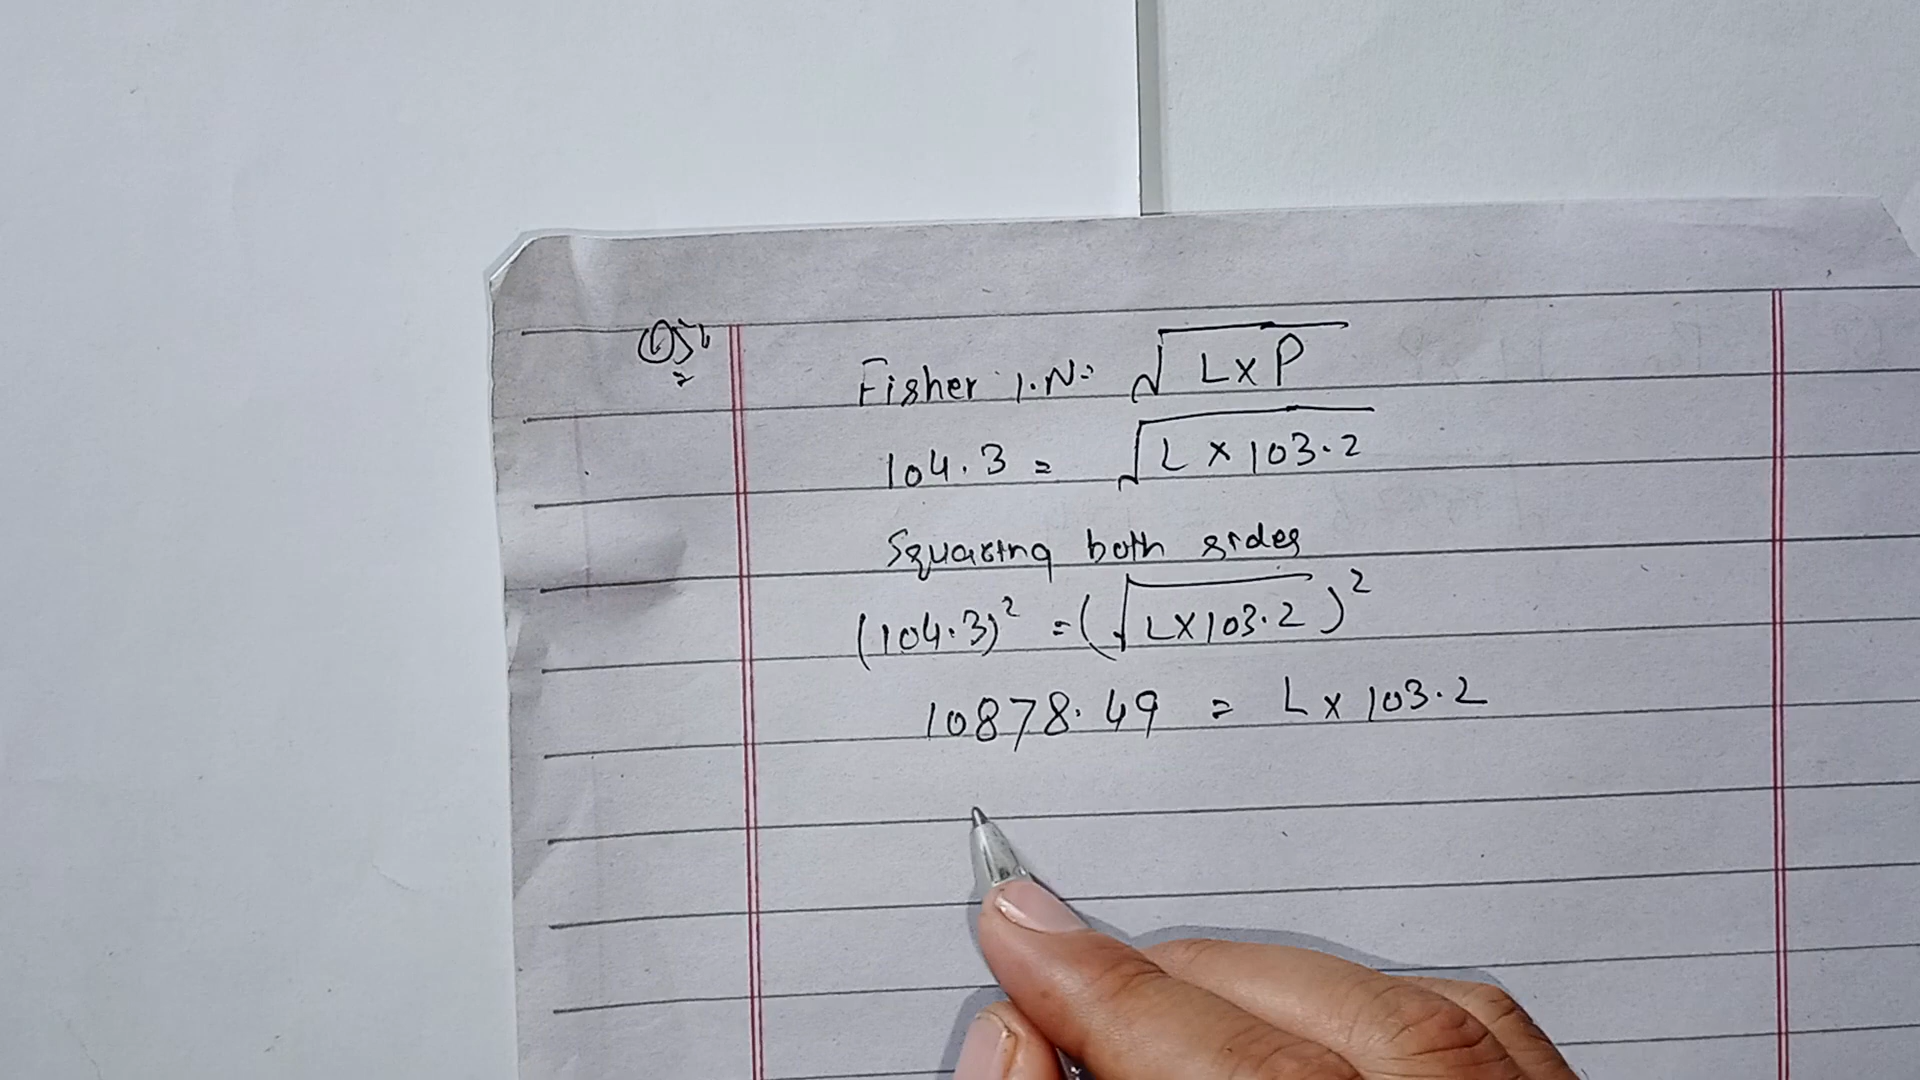 Fisher I.N= √L×P
104.3 = √L × 103.2
Squaring both sides
(104.3)² = (√L×103.2)²
10878.49 = L × 103.2